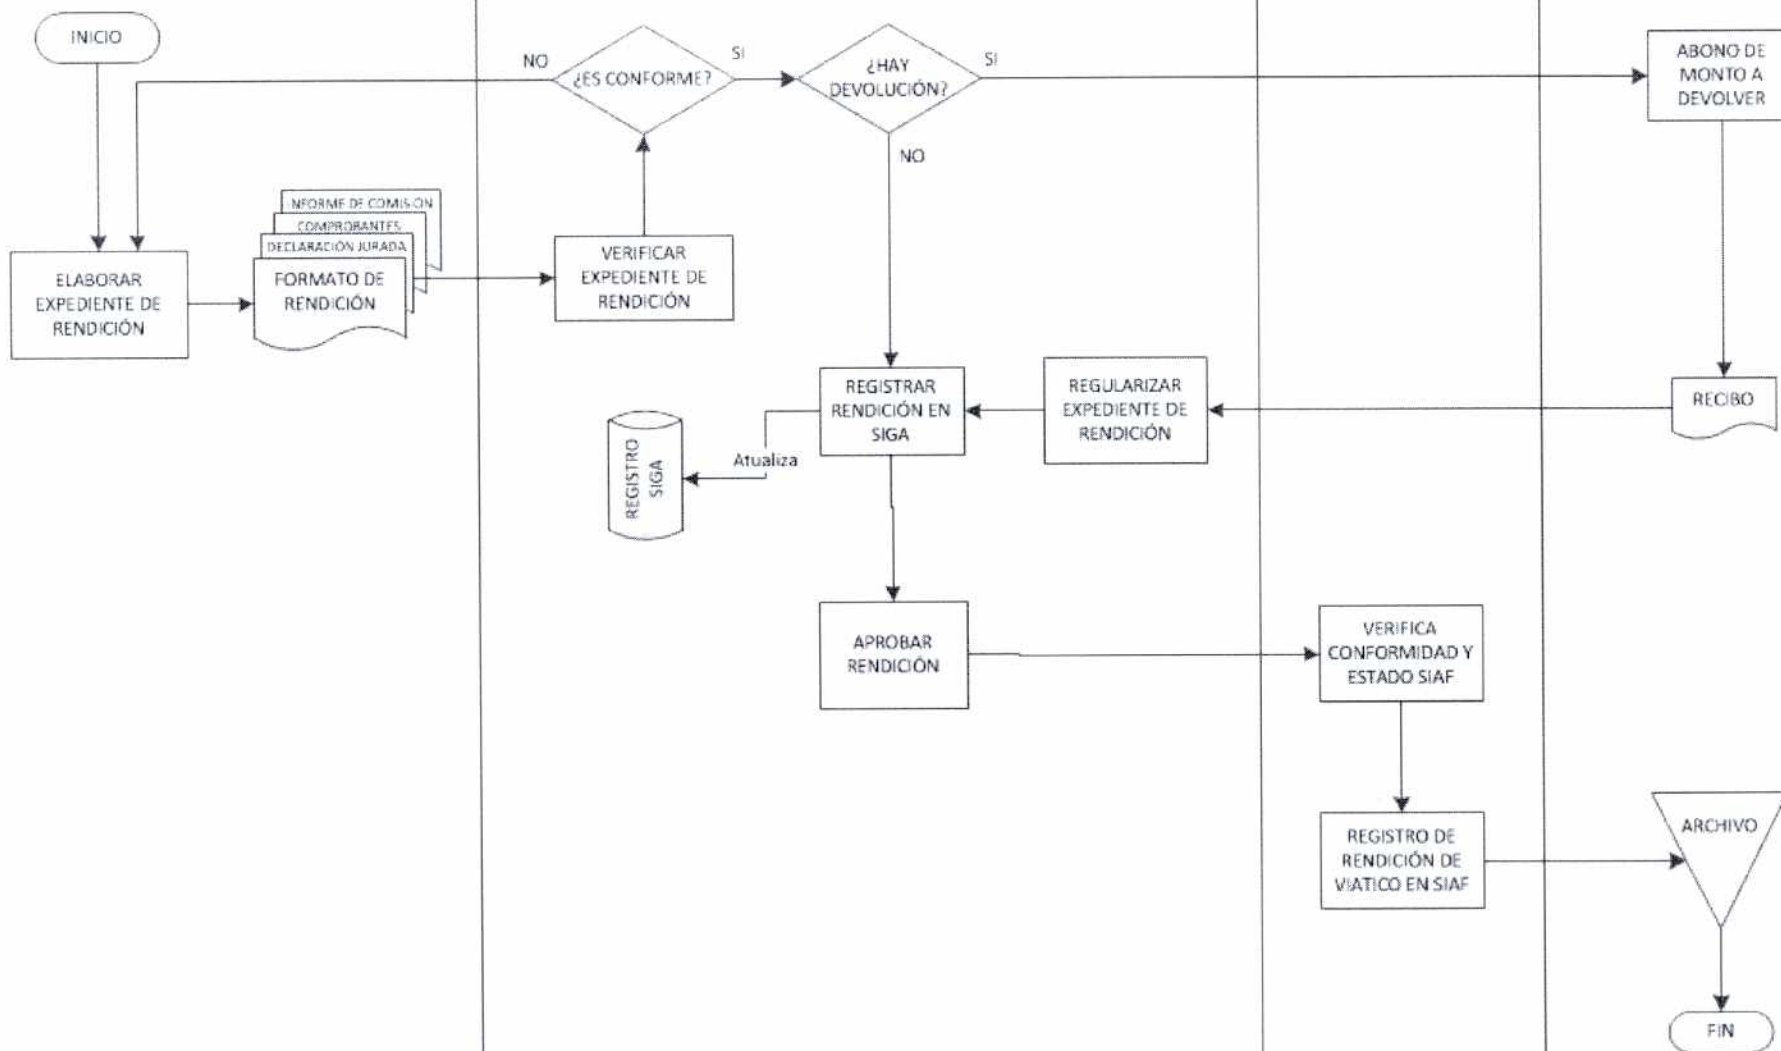 INICIO
NO
¿ES CONFORME?
SI
¿HAY
DEVOLUCIÓN?
SI
ABONO DE
MONTO A
DEVOLVER
NO
NFORME DE COMISION
COMPROBANTES
DECLARACIÓN JURADA
FORMATO DE
RENDICIÓN
ELABORAR
EXPEDIENTE DE
RENDICIÓN
VERIFICAR
EXPEDIENTE DE
RENDICIÓN
REGISTRAR
RENDICIÓN EN
SIGA
REGULARIZAR
EXPEDIENTE DE
RENDICIÓN
RECIBO
Atualiza
REGISTRO
SIGA
APROBAR
RENDICIÓN
VERIFICA
CONFORMIDAD Y
ESTADO SIAF
REGISTRO DE
RENDICIÓN DE
VIATICO EN SIAF
ARCHIVO
FIN